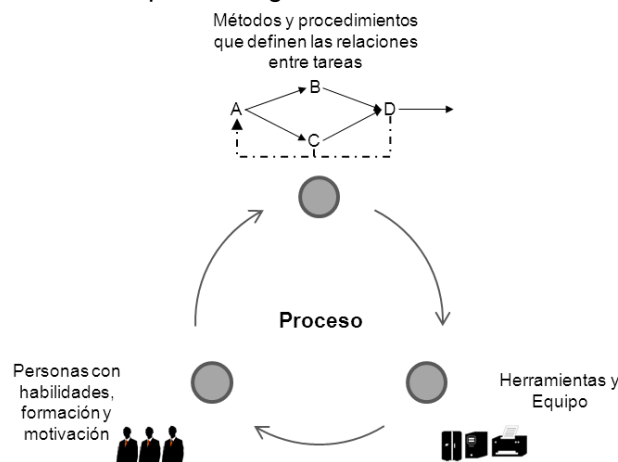 Métodos y procedimientos
que definen las relaciones
entre tareas
B
A
D
C
Proceso
Personas con
habilidades,
formación y
motivación
Herramientas y
Equipo